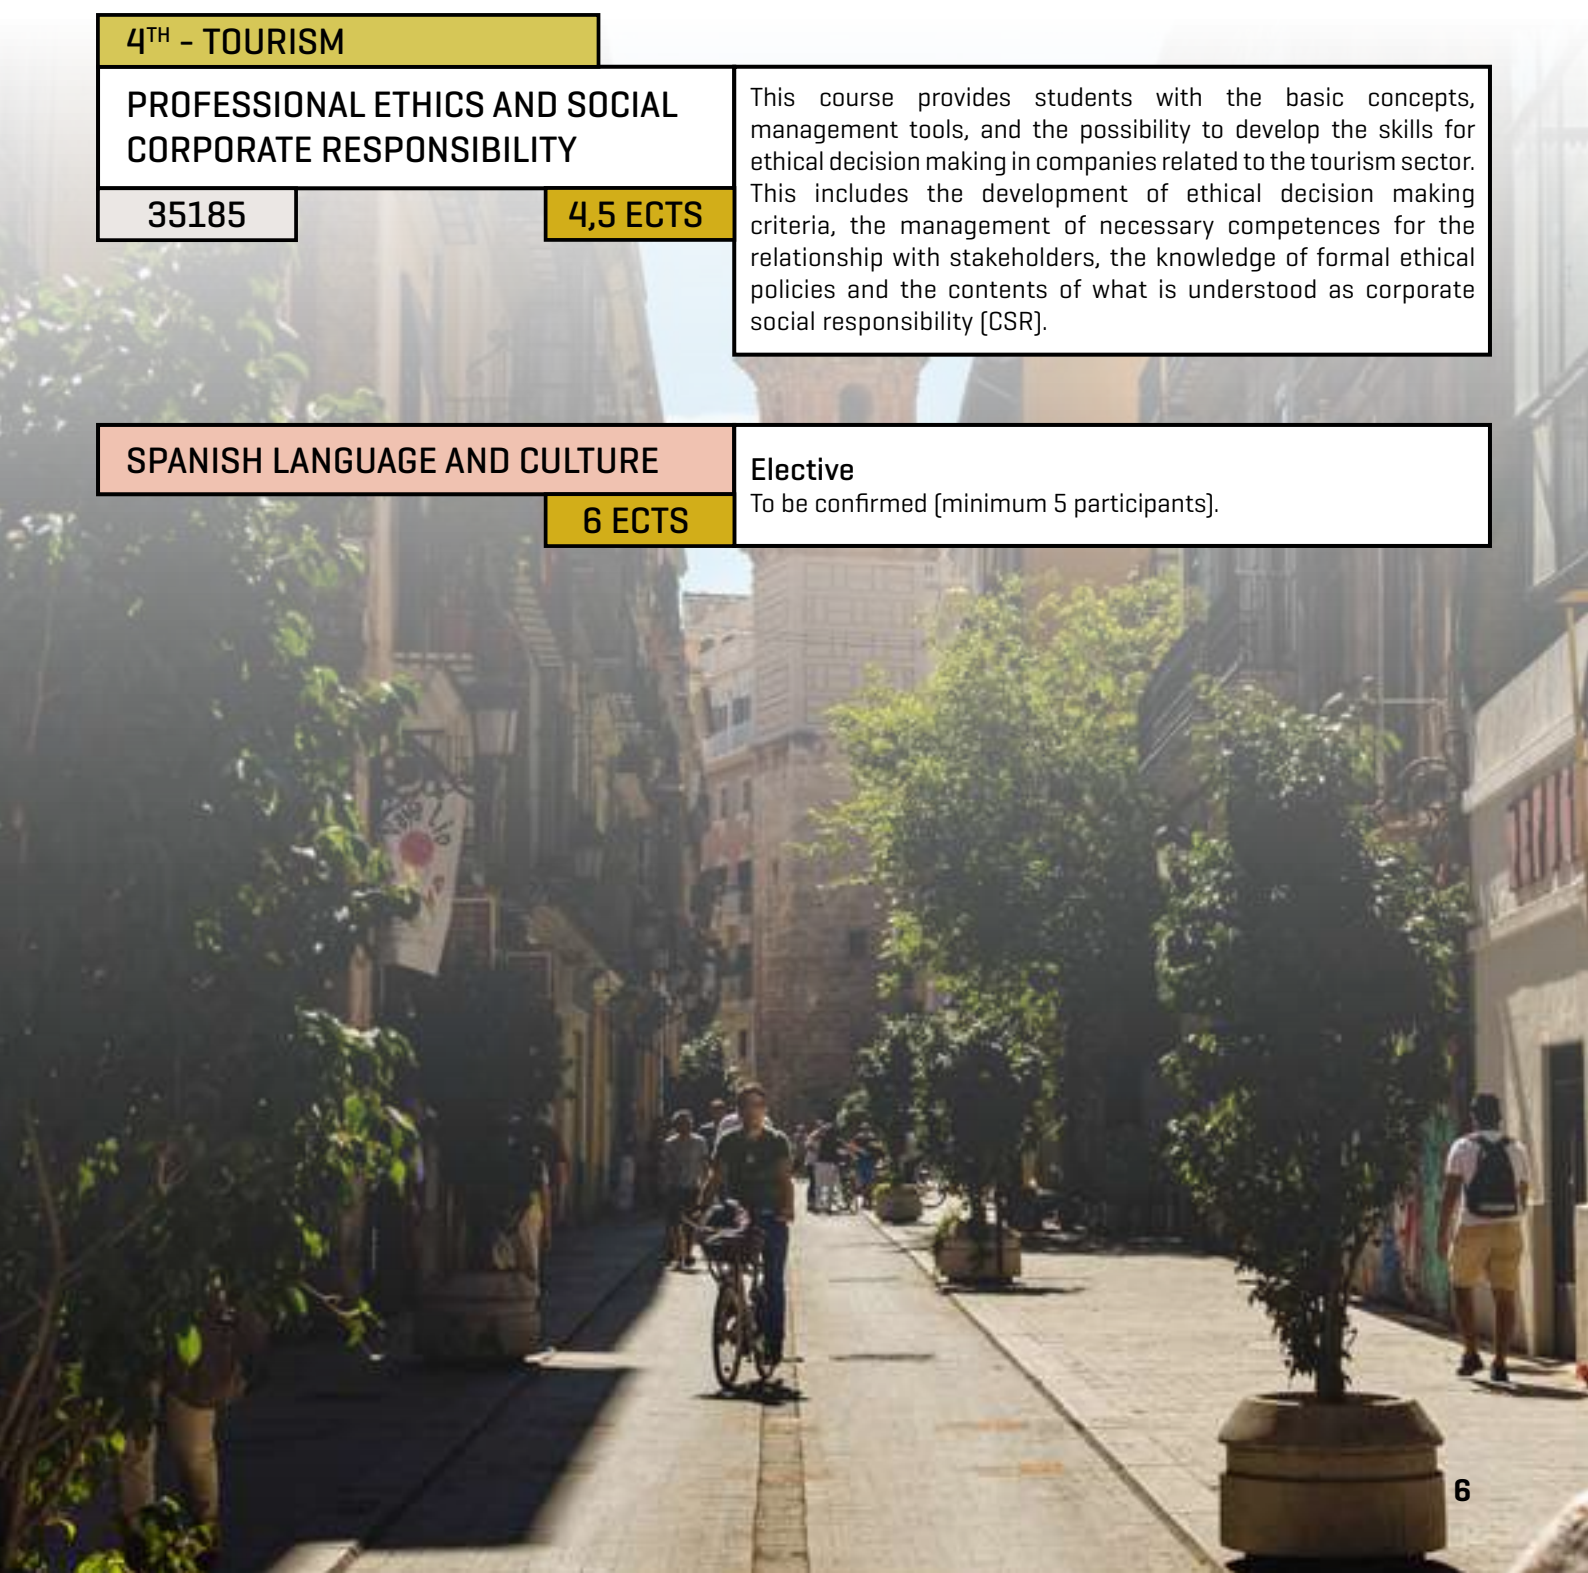 4TH - TOURISM
PROFESSIONAL ETHICS AND SOCIAL
CORPORATE RESPONSIBILITY
35185
4,5 ECTS
This course provides students with the basic concepts,
management tools, and the possibility to develop the skills for
ethical decision making in companies related to the tourism sector.
This includes the development of ethical decision making
criteria, the management of necessary competences for the
relationship with stakeholders, the knowledge of formal ethical
policies and the contents of what is understood as corporate
social responsibility (CSR).
SPANISH LANGUAGE AND CULTURE
6 ECTS
Elective
To be confirmed (minimum 5 participants).
6